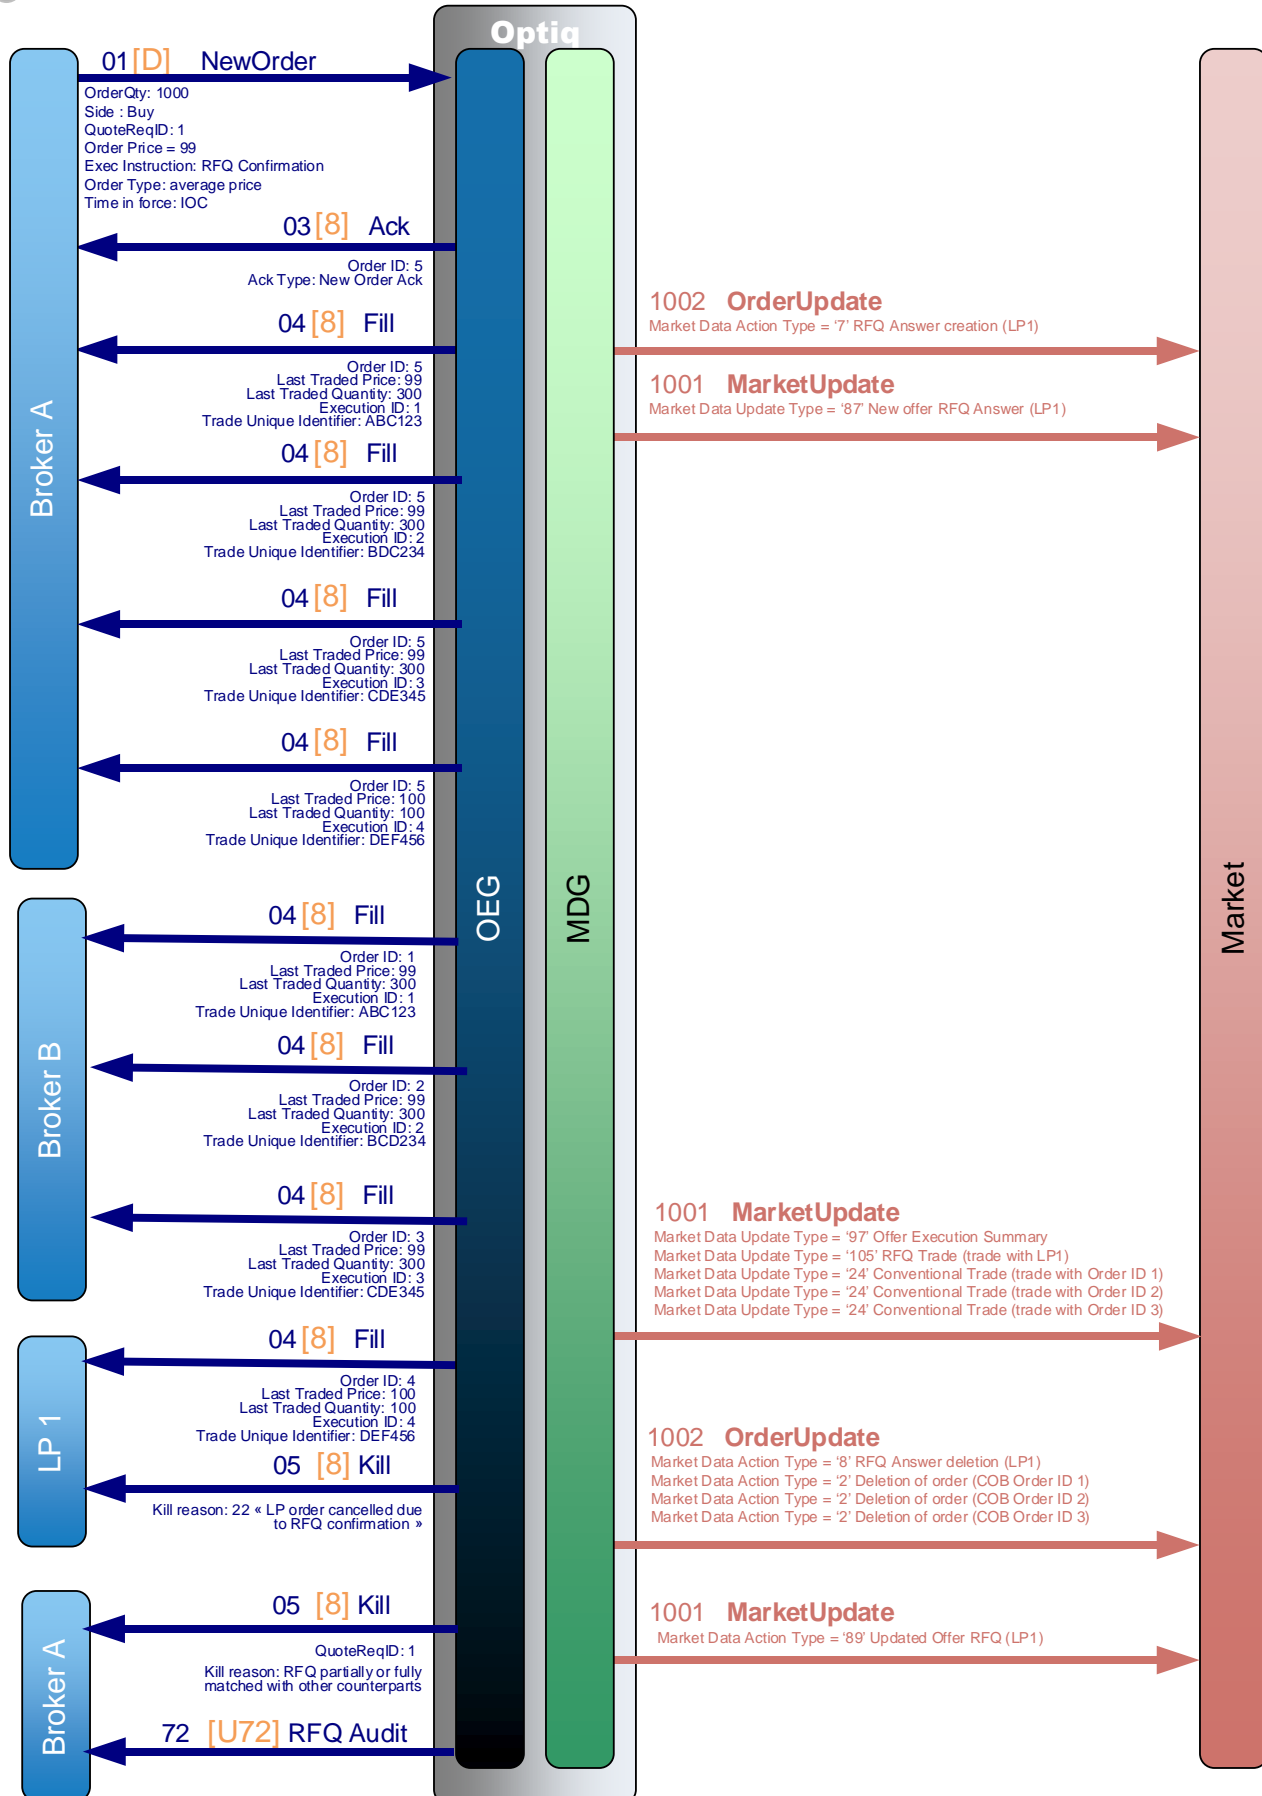 Optiq
01 [D] NewOrder
OrderQty: 1000
Side : Buy
QuoteReqID: 1
Order Price = 99
Exec Instruction: RFQ Confirmation
Order Type: average price
Time in force: IOC
03 [8] Ack
Order ID: 5
Ack Type: New Order Ack
04 [8] Fill
Order ID: 5
Last Traded Price: 99
Last Traded Quantity: 300
Execution ID: 1
Trade Unique Identifier: ABC123
04 [8] Fill
Order ID: 5
Last Traded Price: 99
Last Traded Quantity: 300
Execution ID: 2
Trade Unique Identifier: BDC234
04 [8] Fill
Order ID: 5
Last Traded Price: 99
Last Traded Quantity: 300
Execution ID: 3
Trade Unique Identifier: CDE345
04 [8] Fill
Order ID: 5
Last Traded Price: 100
Last Traded Quantity: 100
Execution ID: 4
Trade Unique Identifier: DEF456
Broker A
04 [8] Fill
Order ID: 1
Last Traded Price: 99
Last Traded Quantity: 300
Execution ID: 1
Trade Unique Identifier: ABC123
04 [8] Fill
Order ID: 2
Last Traded Price: 99
Last Traded Quantity: 300
Execution ID: 2
Trade Unique Identifier: BCD234
04 [8] Fill
Order ID: 3
Last Traded Price: 99
Last Traded Quantity: 300
Execution ID: 3
Trade Unique Identifier: CDE345
Broker B
04 [8] Fill
Order ID: 4
Last Traded Price: 100
Last Traded Quantity: 100
Execution ID: 4
Trade Unique Identifier: DEF456
05 [8] Kill
Kill reason: 22 « LP order cancelled due
to RFQ confirmation »
LP 1
05 [8] Kill
QuoteReqID: 1
Kill reason: RFQ partially or fully
matched with other counterparts
72 [U72] RFQ Audit
Broker A
OEG
MDG
1002 OrderUpdate
Market Data Action Type = ‘7’ RFQ Answer creation (LP1)
1001 MarketUpdate
Market Data Update Type = ‘87’ New offer RFQ Answer (LP1)
1001 MarketUpdate
Market Data Update Type = ‘97’ Offer Execution Summary
Market Data Update Type = ‘105’ RFQ Trade (trade with LP1)
Market Data Update Type = ‘24’ Conventional Trade (trade with Order ID 1)
Market Data Update Type = ‘24’ Conventional Trade (trade with Order ID 2)
Market Data Update Type = ‘24’ Conventional Trade (trade with Order ID 3)
1002 OrderUpdate
Market Data Action Type = ‘8’ RFQ Answer deletion (LP1)
Market Data Action Type = ‘2’ Deletion of order (COB Order ID 1)
Market Data Action Type = ‘2’ Deletion of order (COB Order ID 2)
Market Data Action Type = ‘2’ Deletion of order (COB Order ID 3)
1001 MarketUpdate
Market Data Action Type = ‘89’ Updated Offer RFQ (LP1)
Market